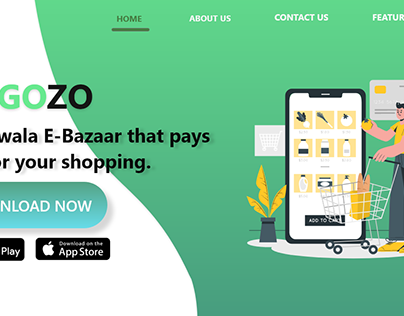 HOME ABOUT US CONTACT US FEATUR
GOZO
wala E-Bazaar that pays
or your shopping.
NLOAD NOW
Play Download on the
App Store
ADD TO CART